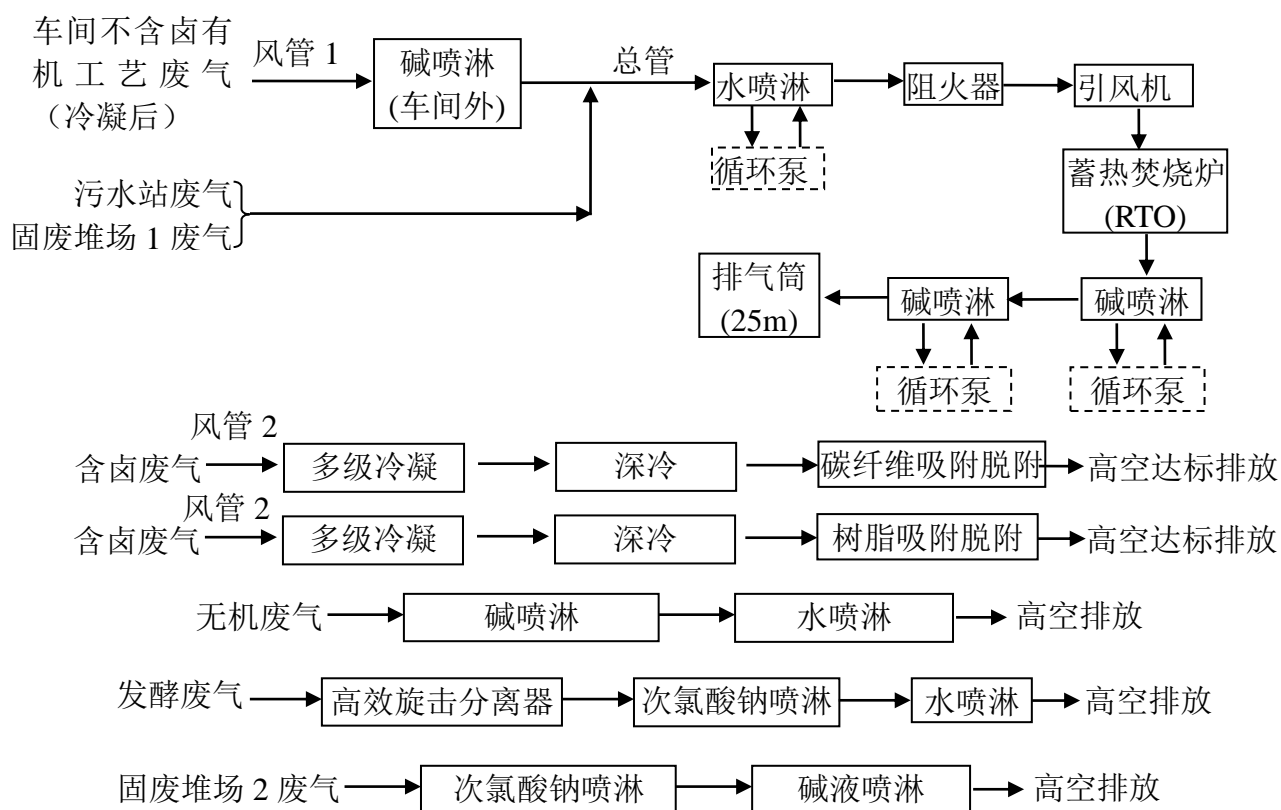 车间不含卤有
机工艺废气
（冷凝后）
风管 1
碱喷淋
(车间外)
总管
水喷淋
阻火器
引风机
循环泵
蓄热焚烧炉
(RTO)
污水站废气
固废堆场 1 废气
排气筒
(25m)
碱喷淋
碱喷淋
循环泵
循环泵
风管 2
含卤废气
多级冷凝
深冷
碳纤维吸附脱附
高空达标排放
风管 2
含卤废气
多级冷凝
深冷
树脂吸附脱附
高空达标排放
无机废气
碱喷淋
水喷淋
高空排放
发酵废气
高效旋击分离器
次氯酸钠喷淋
水喷淋
高空排放
固废堆场 2 废气
次氯酸钠喷淋
碱液喷淋
高空排放